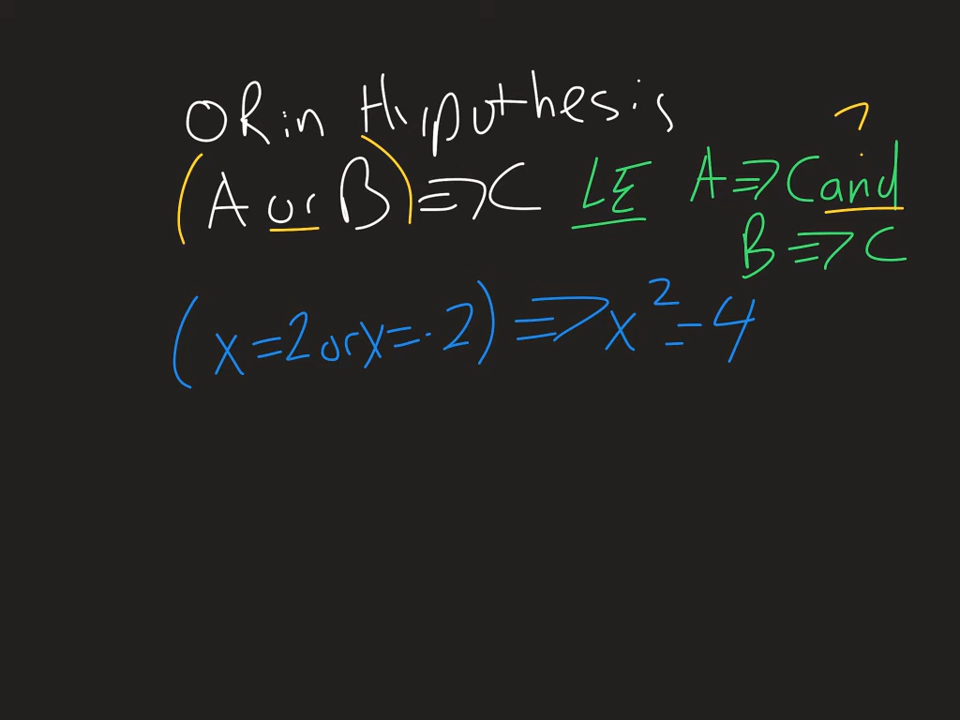 OR in Hypothesis
(A or B) => C LE A => C and
B => C
?
(x=2 or x=-2) => x²=4